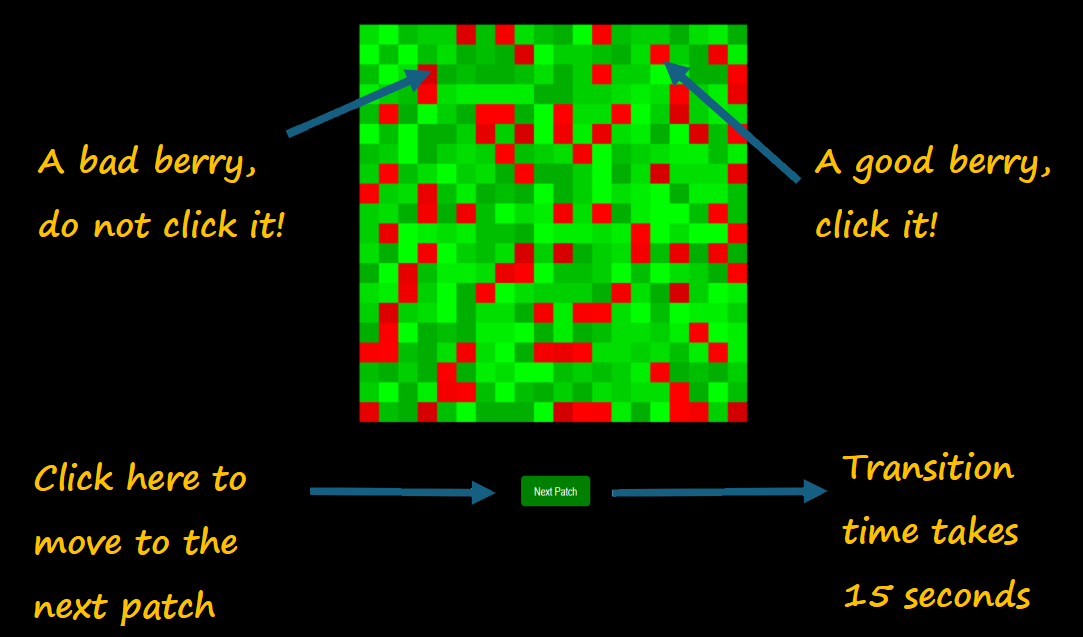 A bad berry,
do not click it!
A good berry,
click it!
Click here to
move to the
next patch
Next Patch
Transition
time takes
15 seconds